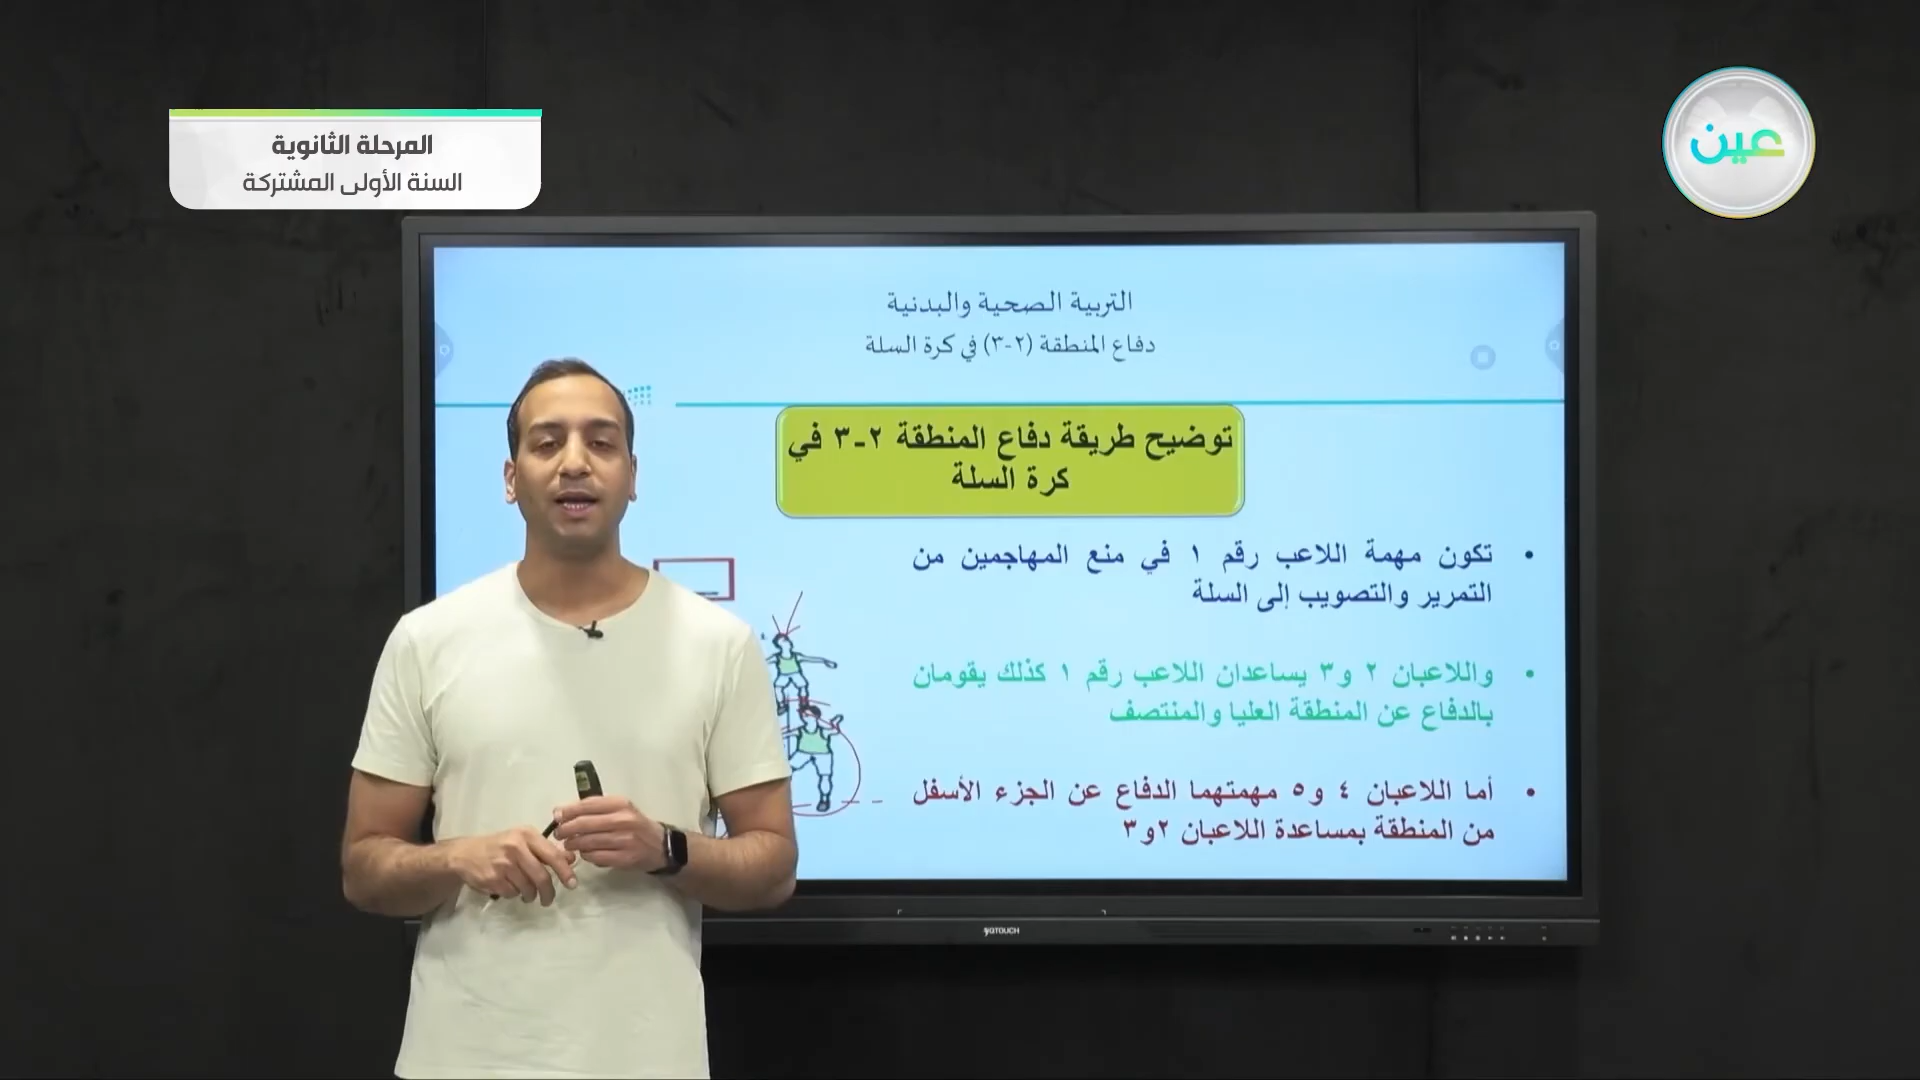 المرحلة الثانوية
السنة الأولى المشتركة
عين
التربية الصحية والبدنية
دفاع المنطقة (٢-٣) في كرة السلة
توضيح طريقة دفاع المنطقة ٢-٣ في
كرة السلة
• تكون مهمة اللاعب رقم ١ في منع المهاجمين من
التمرير والتصويب إلى السلة
• واللاعبان ٢ و٣ يساعدان اللاعب رقم ١ كذلك يقومان
بالدفاع عن المنطقة العليا والمنتصف
• أما اللاعبان ٤ و٥ مهمتهما الدفاع عن الجزء الأسفل
من المنطقة بمساعدة اللاعبان ٢و٣